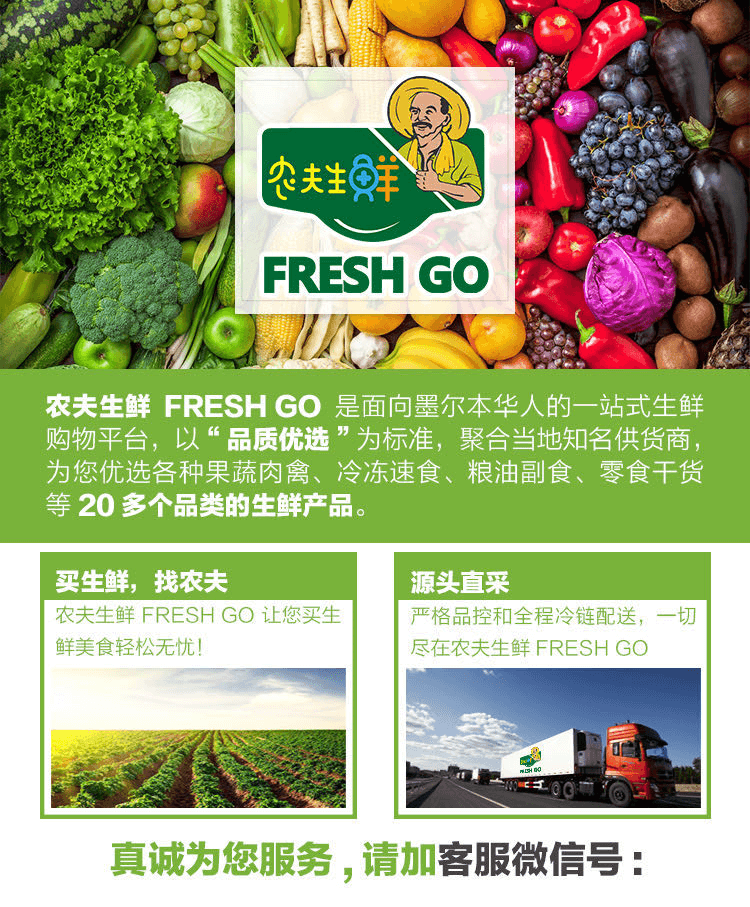 农夫生鲜
FRESH GO
农夫生鲜 FRESH GO 是面向墨尔本华人的一站式生鲜
购物平台，以“品质优选”为标准，聚合当地知名供货商，
为您优选各种果蔬肉禽、冷冻速食、粮油副食、零食干货
等 20 多个品类的生鲜产品。
买生鲜，找农夫
农夫生鲜 FRESH GO 让您买生
鲜美食轻松无忧！
源头直采
严格品控和全程冷链配送，一切
尽在农夫生鲜 FRESH GO
FRESH GO
真诚为您服务，请加客服微信号：